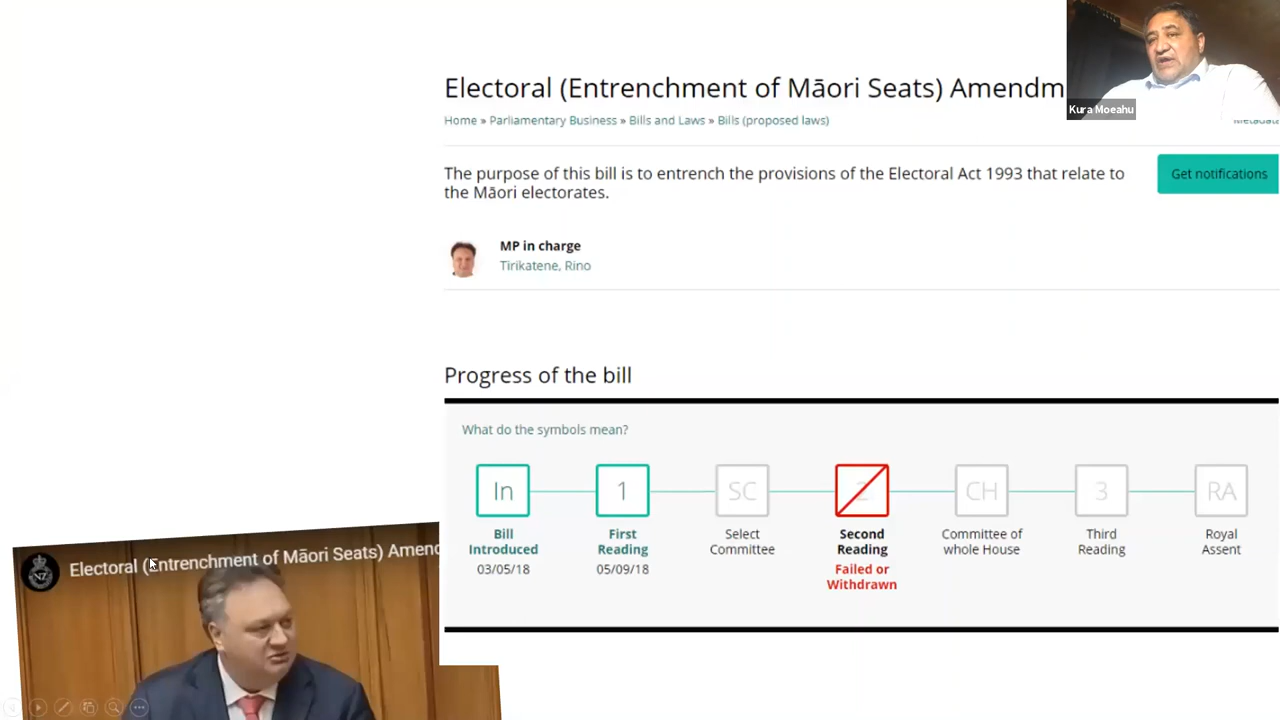 Electoral (Entrenchment of Māori Seats) Amendm
Kura Moeahu
Home » Parliamentary Business » Bills and Laws » Bills (proposed laws)
Metadata
The purpose of this bill is to entrench the provisions of the Electoral Act 1993 that relate to
the Māori electorates.
Get notifications
MP in charge
Tirikatene, Rino
Progress of the bill
What do the symbols mean?
In
1
SC
2
CH
3
RA
Bill
Introduced
03/05/18
First
Reading
05/09/18
Select
Committee
Second
Reading
Failed or
Withdrawn
Committee of
whole House
Third
Reading
Royal
Assent
NZ
Electoral (Entrenchment of Māori Seats) Amend